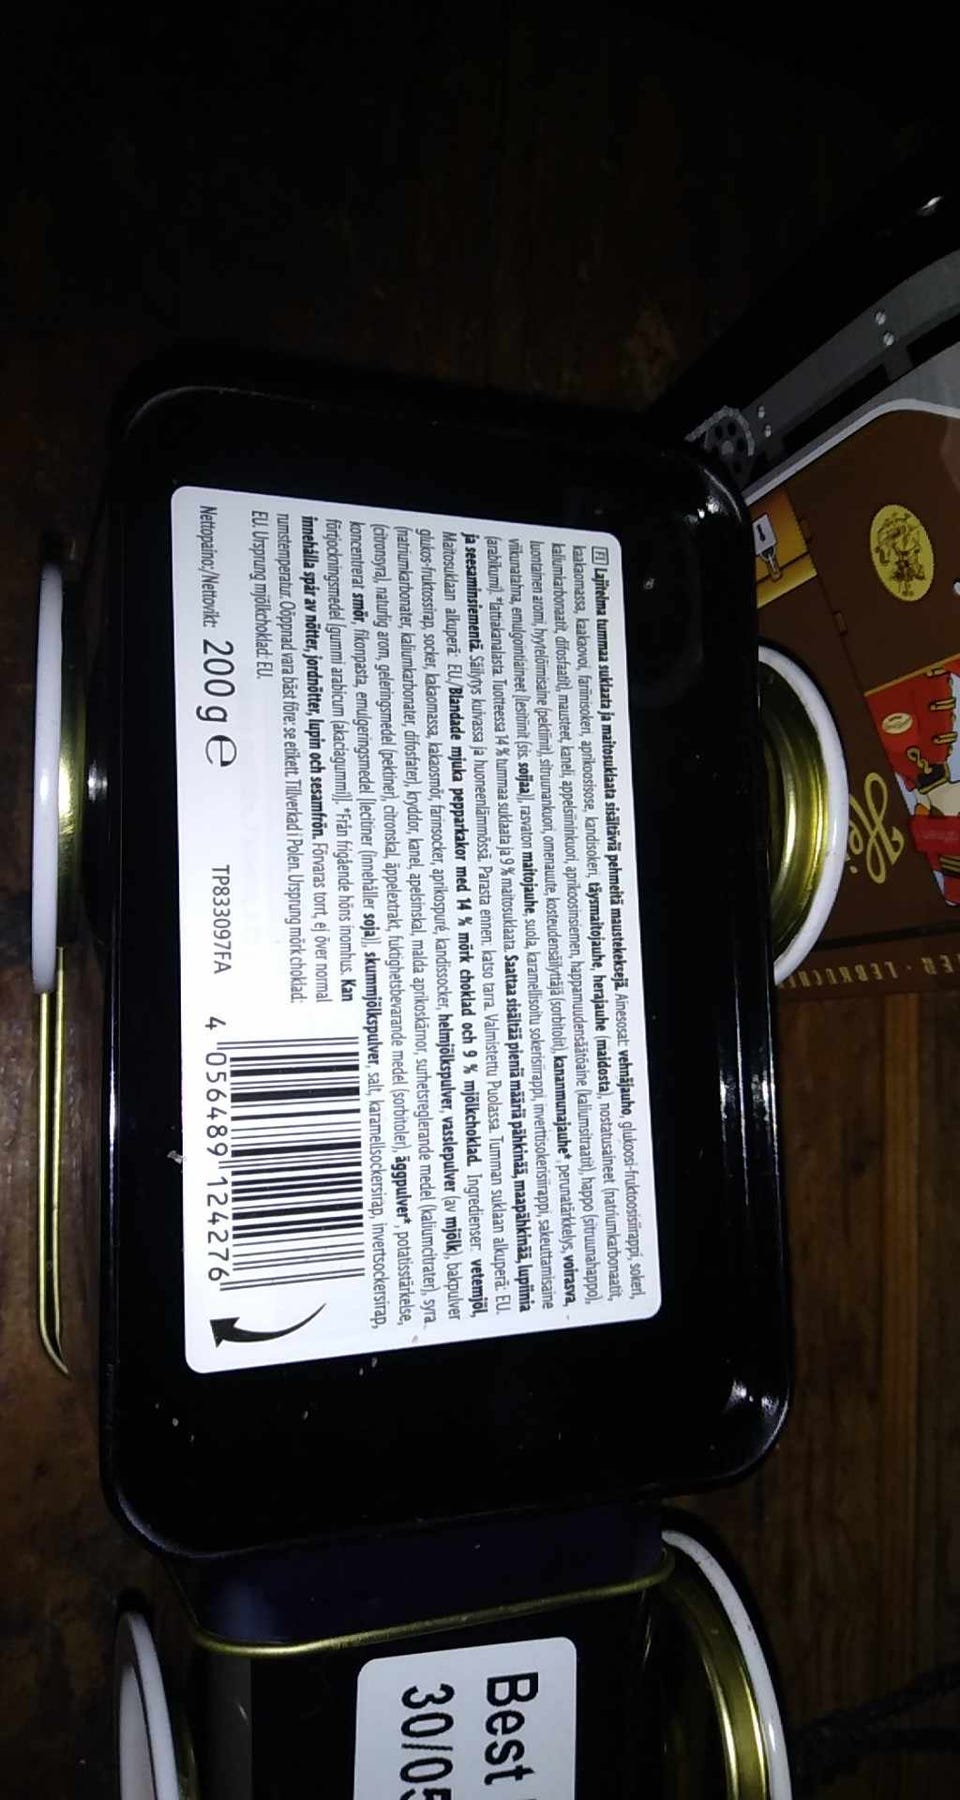 FI Lajitelma tummaa suklaata ja maitosuklaata sisältäviä pehmeitä maustekeksejä. Ainesosat: vehnäjauho, glukoosi-fruktoosisiirappi, sokeri,
kaakaomassa, kaakaovoi, fariinisokeri, aprikoosisose, kandisokeri, täysmaitojauhe, herajauhe (maidosta), nostatusaineet (natriumkarbonaatit,
kaliumkarbonaatit, difosfaatit), mausteet, kaneli, appelsiininkuori, aprikoosinsiemen, happamuudensäätöaine (kaliumsitraatit), happo (sitruunahappo),
luontainen aromi, hyytelöimisaine (pektiinit), sitruunankuori, omenauute, kosteudensäilyttäjä (sorbitolit), kananmunajauhe*, perunatärkkelys, voirasva,
viikunatahna, emulgointiaineet [lesitiinit (sis. soijaa)], rasvaton maitojauhe, suola, karamellisoitu sokerisiirappi, inverttisokerisiirappi, sakeuttamisaine
(arabikumi). *lattiakanalasta. Tuotteessa 14 % tummaa suklaata ja 9 % maitosuklaata. Saattaa sisältää pieniä määriä pähkinää, maapähkinää, lupiinia
ja seesaminsiementä. Säilytys kuivassa ja huoneenlämmössä. Parasta ennen: katso tarra. Valmistettu Puolassa. Tumman suklaan alkuperä: EU.
Maitosuklaan alkuperä: EU./Blandade mjuka pepparkakor med 14 % mörk choklad och 9 % mjölkchoklad. Ingredienser: vetemjöl,
glukos-fruktossirap, socker, kakaomassa, kakaosmör, farinsocker, aprikospuré, kandissocker, helmjölkspulver, vasslepulver (av mjölk), bakpulver
(natriumkarbonater, kaliumkarbonater, difosfater), kryddor, kanel, apelsinskal, malda aprikoskärnor, surhetsreglerande medel (kaliumcitrater), syra
(citronsyra), naturlig arom, geleringsmedel (pektiner), citronskal, äppelextrakt, fuktighetsbevarande medel (sorbitoler), äggpulver*, potatisstärkelse,
koncentrerat smör, fikonpasta, emulgeringsmedel [lecitiner (innehåller soja)], skummjölkspulver, salt, karamellsockersirap, invertsockersirap,
förtjockningsmedel [gummi arabicum (akaciagummi)]. *Från frigående höns inomhus. Kan
innehålla spår av nötter, jordnötter, lupin och sesamfrön. Förvaras torrt, ej över normal
rumstemperatur. Oöppnad vara bäst före: se etikett. Tillverkad i Polen. Ursprung mörk choklad:
EU. Ursprung mjölkchoklad: EU.
Nettopaino:/Nettovikt: 200 g e TP833097FA 4 056489 124276
Best
30/05